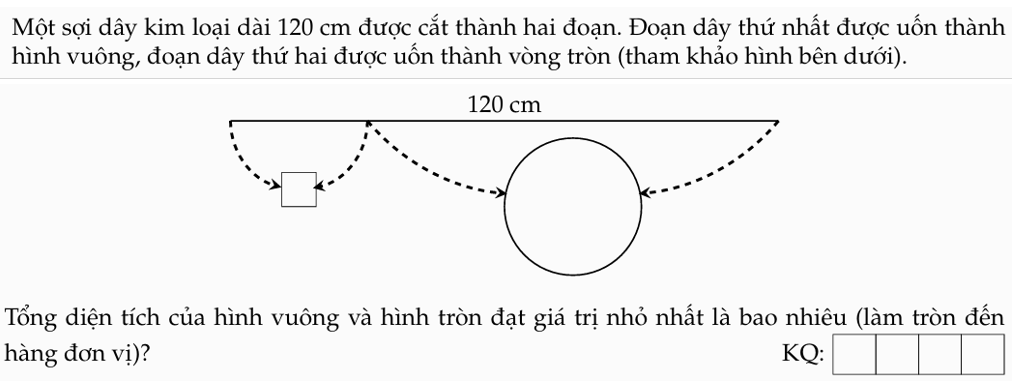 Một sợi dây kim loại dài 120 cm được cắt thành hai đoạn. Đoạn dây thứ nhất được uốn thành
hình vuông, đoạn dây thứ hai được uốn thành vòng tròn (tham khảo hình bên dưới).
120 cm
Tổng diện tích của hình vuông và hình tròn đạt giá trị nhỏ nhất là bao nhiêu (làm tròn đến
hàng đơn vị)? KQ: